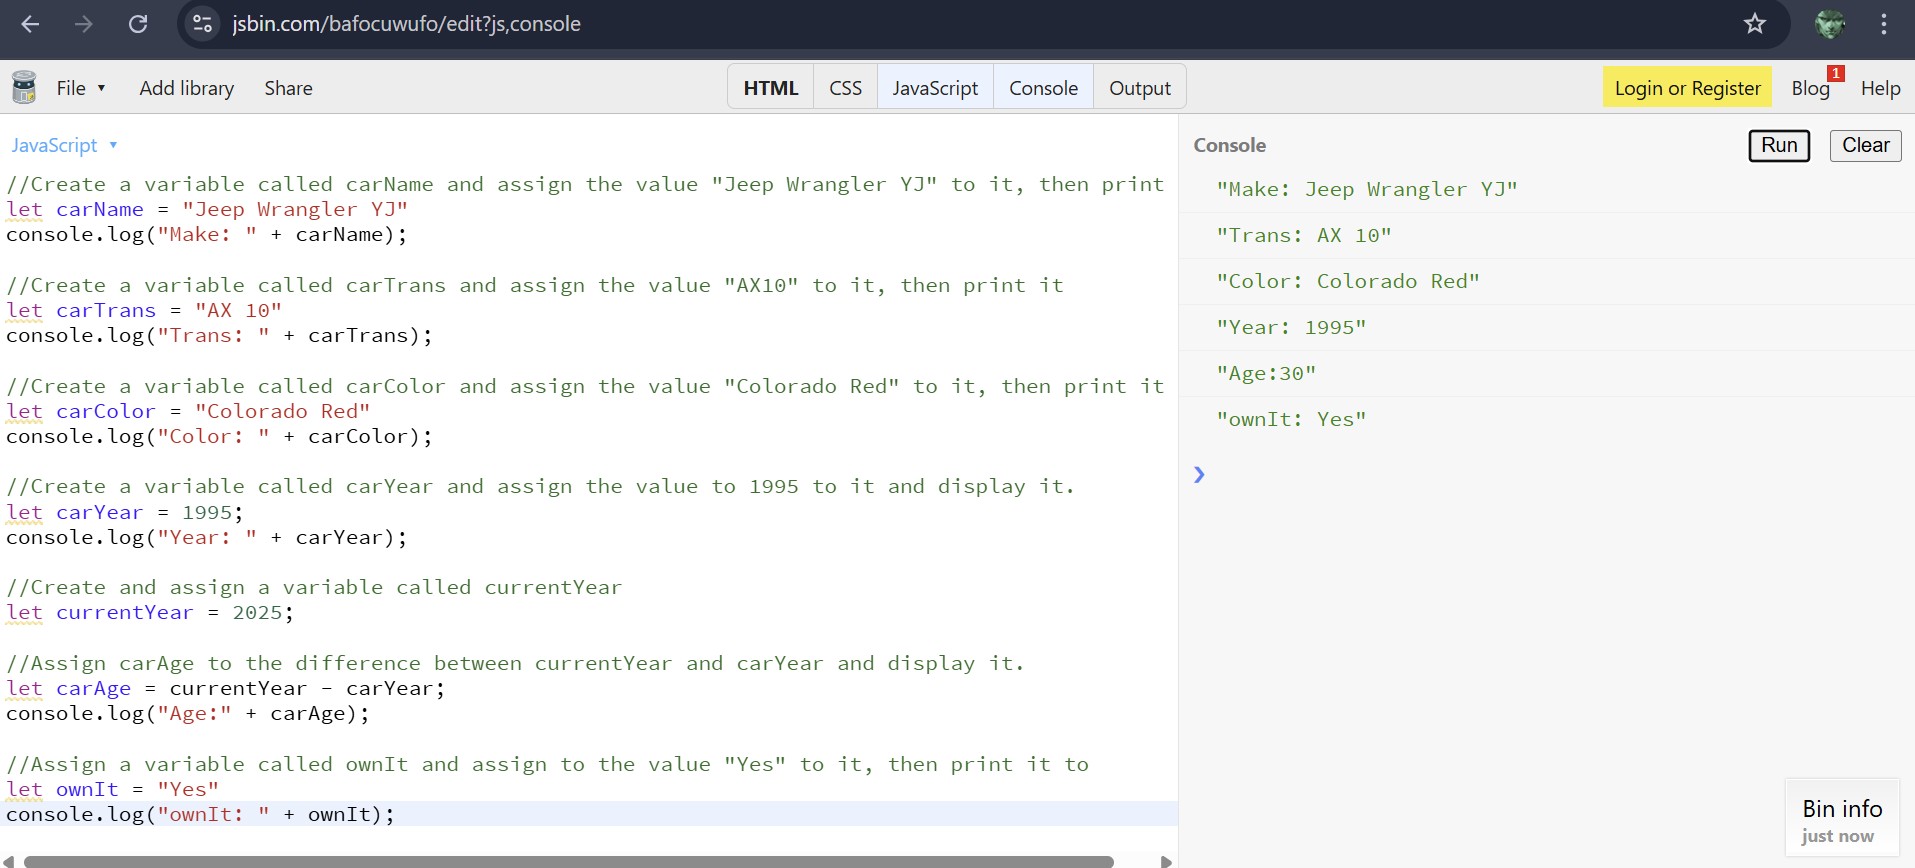 jsbin.com/bafocuwufo/edit?js,console
File ▾ Add library Share HTML CSS JavaScript Console Output Login or Register Blog 1 Help
JavaScript ▾
//Create a variable called carName and assign the value "Jeep Wrangler YJ" to it, then print
let carName = "Jeep Wrangler YJ"
console.log("Make: " + carName);
//Create a variable called carTrans and assign the value "AX10" to it, then print it
let carTrans = "AX 10"
console.log("Trans: " + carTrans);
//Create a variable called carColor and assign the value "Colorado Red" to it, then print it
let carColor = "Colorado Red"
console.log("Color: " + carColor);
//Create a variable called carYear and assign the value to 1995 to it and display it.
let carYear = 1995;
console.log("Year: " + carYear);
//Create and assign a variable called currentYear
let currentYear = 2025;
//Assign carAge to the difference between currentYear and carYear and display it.
let carAge = currentYear - carYear;
console.log("Age:" + carAge);
//Assign a variable called ownIt and assign to the value "Yes" to it, then print it to
let ownIt = "Yes"
console.log("ownIt: " + ownIt);
Console Run Clear
"Make: Jeep Wrangler YJ"
"Trans: AX 10"
"Color: Colorado Red"
"Year: 1995"
"Age:30"
"ownIt: Yes"
Bin info
just now